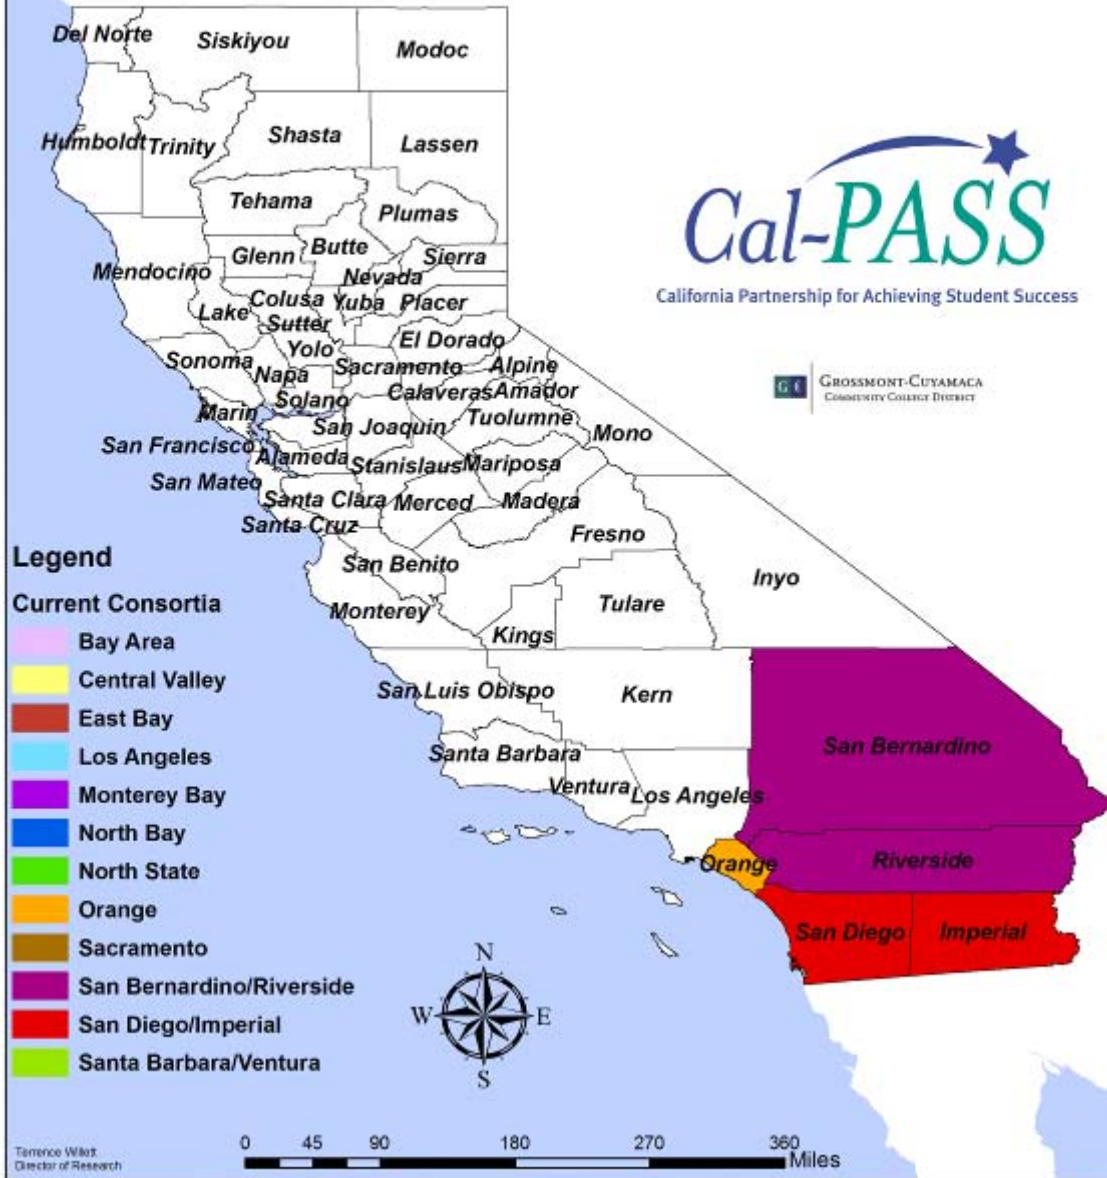 Del Norte
Siskiyou
Modoc
Humboldt
Trinity
Shasta
Lassen
Tehama
Plumas
Glenn
Butte
Sierra
Mendocino
Nevada
Lake
Colusa
Yuba
Placer
Sutter
El Dorado
Yolo
Sonoma
Napa
Sacramento
Alpine
Solano
Calaveras
Amador
Marin
San Joaquin
Tuolumne
Mono
San Francisco
Alameda
Stanislaus
Mariposa
San Mateo
Santa Clara
Merced
Madera
Santa Cruz
Fresno
San Benito
Inyo
Monterey
Tulare
Kings
San Luis Obispo
Kern
Santa Barbara
San Bernardino
Ventura
Los Angeles
Orange
Riverside
San Diego
Imperial
Cal-PASS
California Partnership for Achieving Student Success
G C
GROSSMONT-CUYAMACA
COMMUNITY COLLEGE DISTRICT
Legend
Current Consortia
Bay Area
Central Valley
East Bay
Los Angeles
Monterey Bay
North Bay
North State
Orange
Sacramento
San Bernardino/Riverside
San Diego/Imperial
Santa Barbara/Ventura
N
W E
S
0 45 90 180 270 360
Miles
Terrence Willett
Director of Research